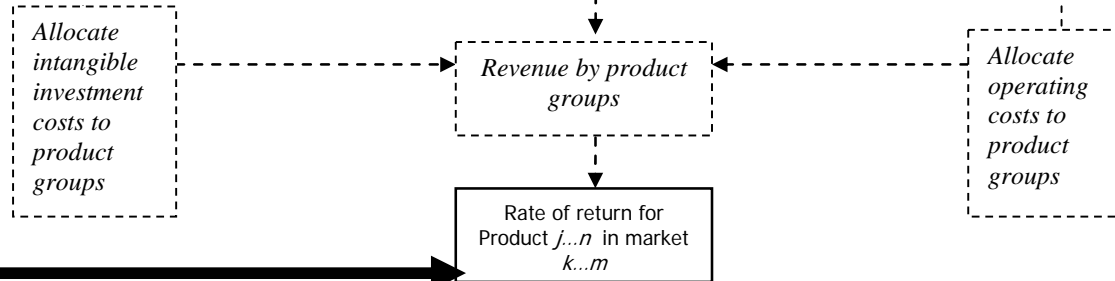 Allocate
intangible
investment
costs to
product
groups
Revenue by product
groups
Allocate
operating
costs to
product
groups
Rate of return for
Product j...n in market
k...m